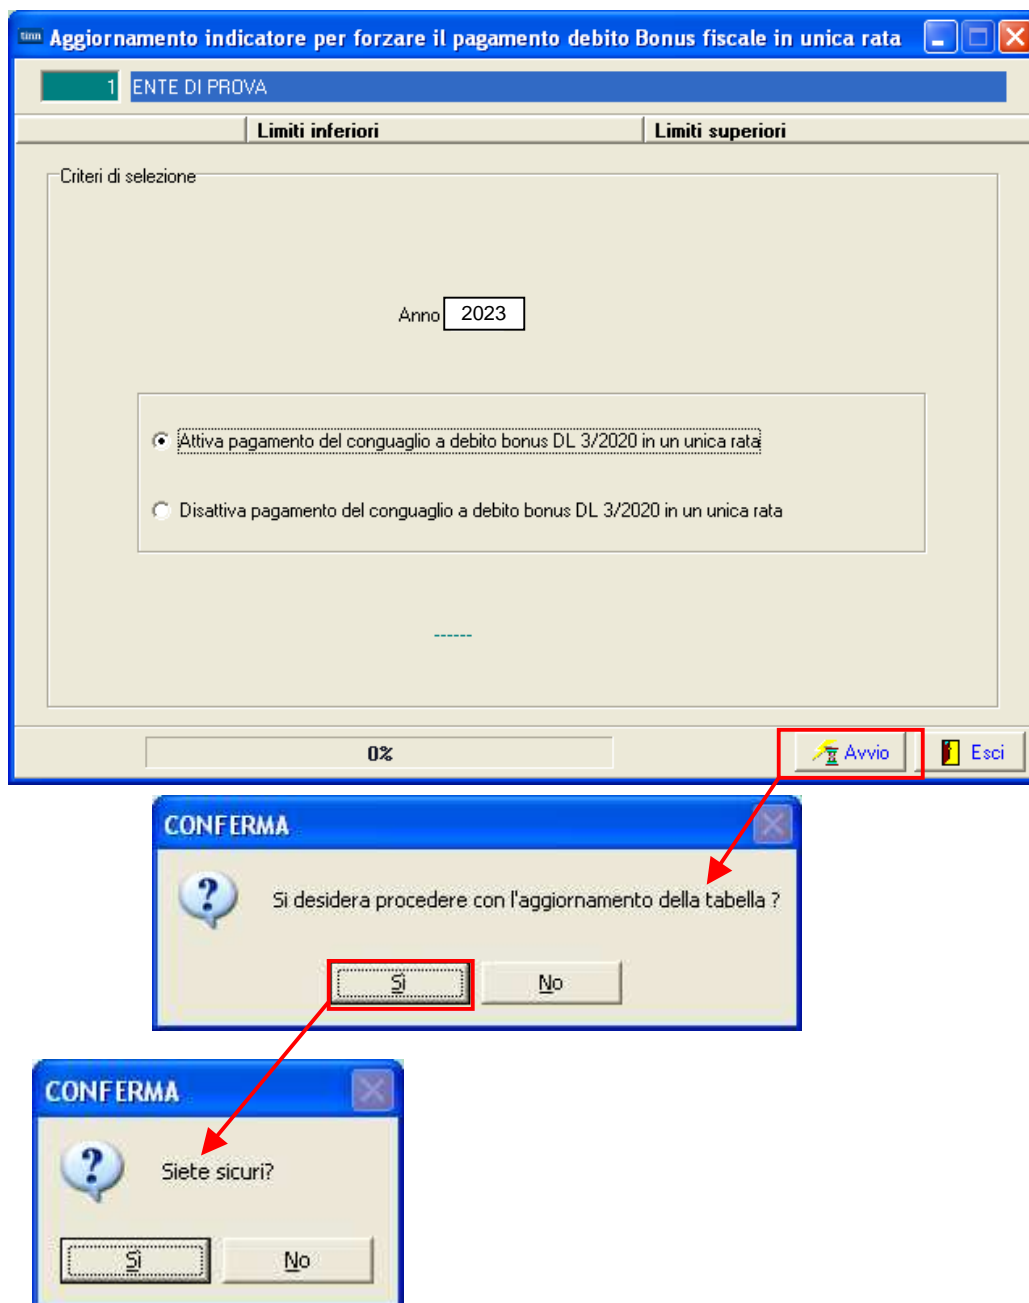 tinn Aggiornamento indicatore per forzare il pagamento debito Bonus fiscale in unica rata
1 ENTE DI PROVA
Limiti inferiori Limiti superiori
Criteri di selezione
Anno 2023
Attiva pagamento del conguaglio a debito bonus DL 3/2020 in un unica rata
Disattiva pagamento del conguaglio a debito bonus DL 3/2020 in un unica rata
------
0% Avvio Esci
CONFERMA
Si desidera procedere con l'aggiornamento della tabella ?
Sì No
CONFERMA
Siete sicuri?
Sì No